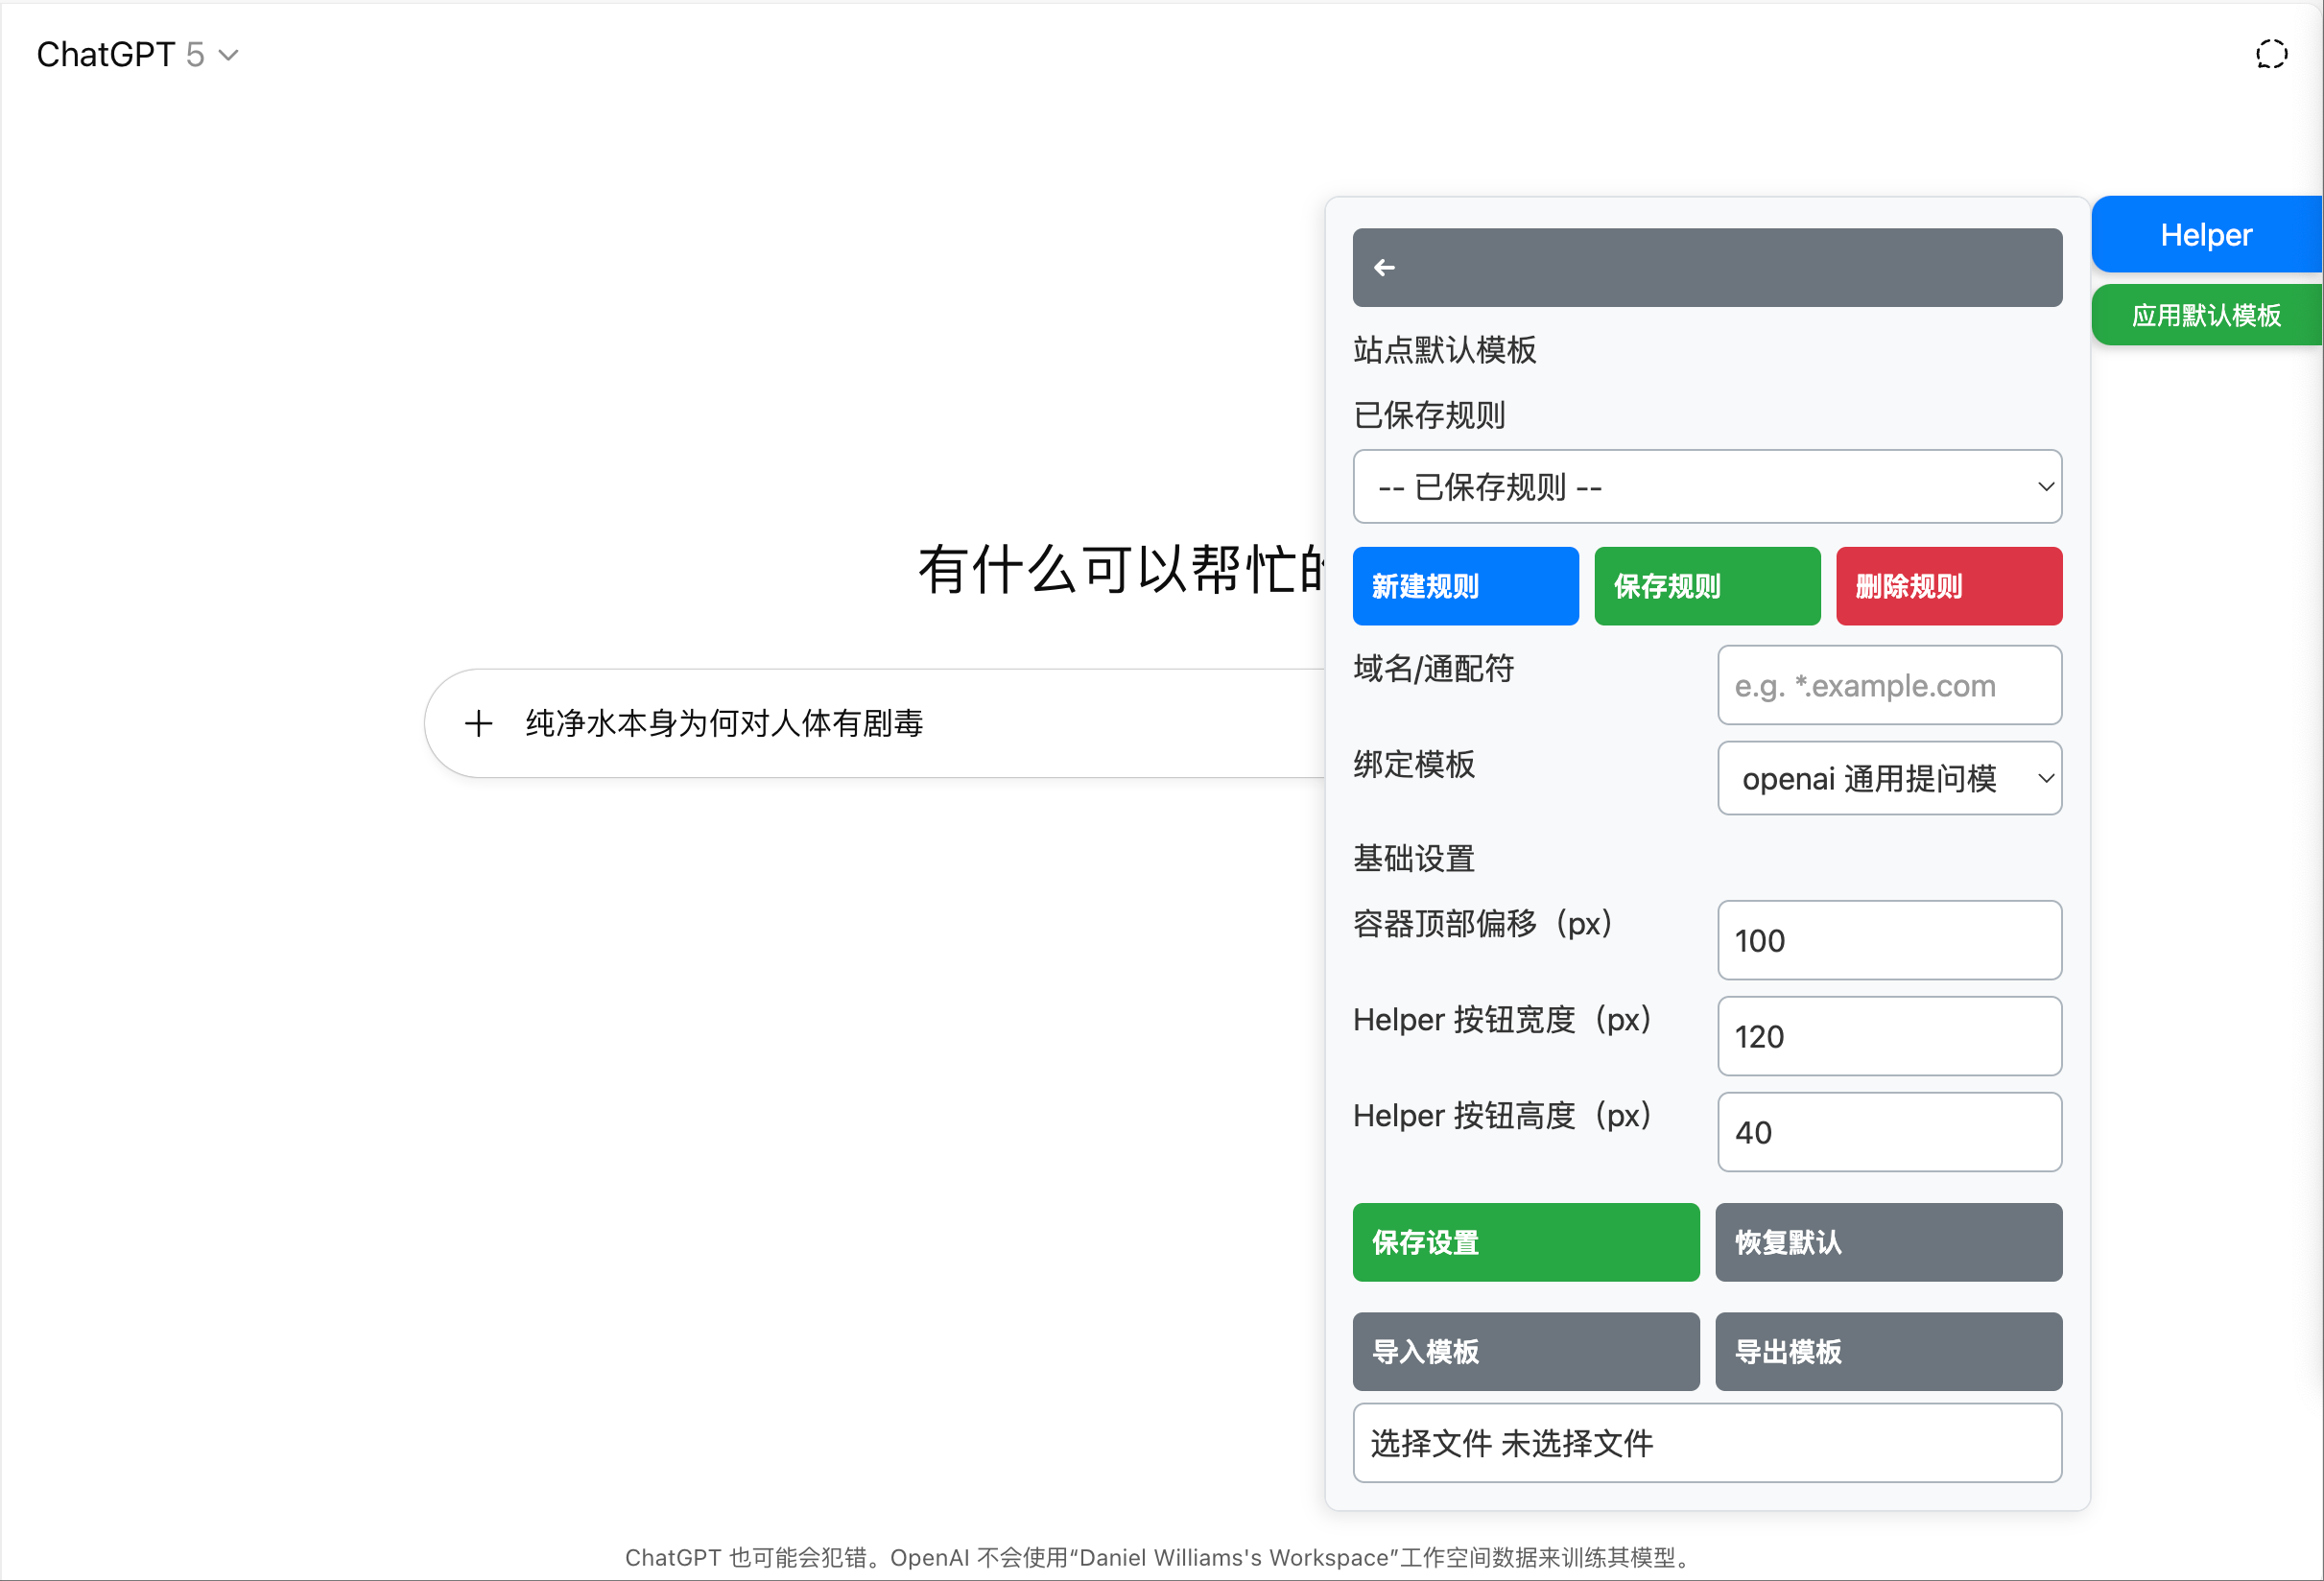 ChatGPT 5
Helper
应用默认模板
站点默认模板
已保存规则
-- 已保存规则 --
有什么可以帮忙的
新建规则 保存规则 删除规则
域名/通配符 e.g. *.example.com
纯净水本身为何对人体有剧毒
绑定模板 openai 通用提问模
基础设置
容器顶部偏移（px） 100
Helper 按钮宽度（px） 120
Helper 按钮高度（px） 40
保存设置 恢复默认
导入模板 导出模板
选择文件 未选择文件
ChatGPT 也可能会犯错。OpenAI 不会使用“Daniel Williams's Workspace”工作空间数据来训练其模型。